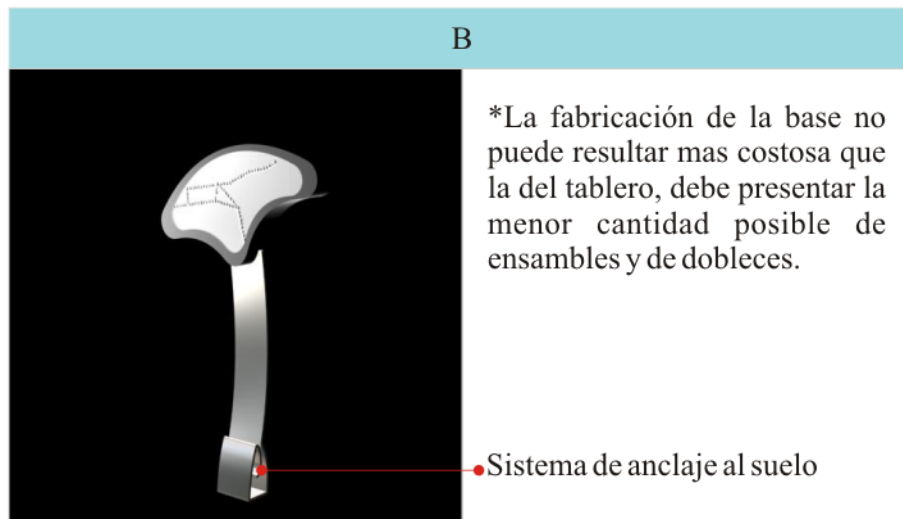 B
*La fabricación de la base no
puede resultar mas costosa que
la del tablero, debe presentar la
menor cantidad posible de
ensambles y de dobleces.
Sistema de anclaje al suelo